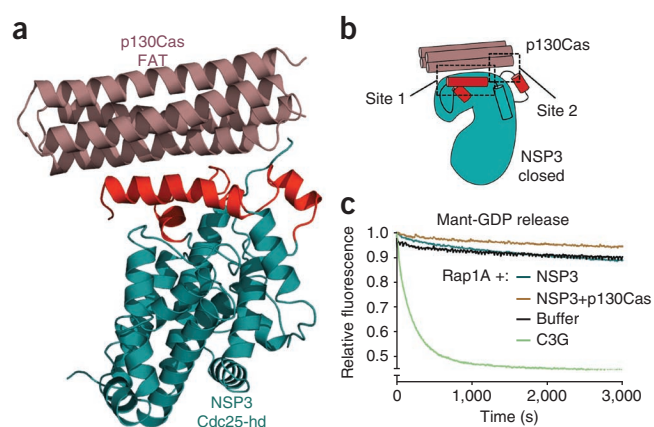 a
p130Cas
FAT
NSP3
Cdc25-hd
b
p130Cas
Site 1
Site 2
NSP3
closed
c
Mant-GDP release
Relative fluorescence
1.0
0.9
0.8
0.7
0.6
0.5
Rap1A +:
NSP3
NSP3+p130Cas
Buffer
C3G
0
1,000
2,000
3,000
Time (s)